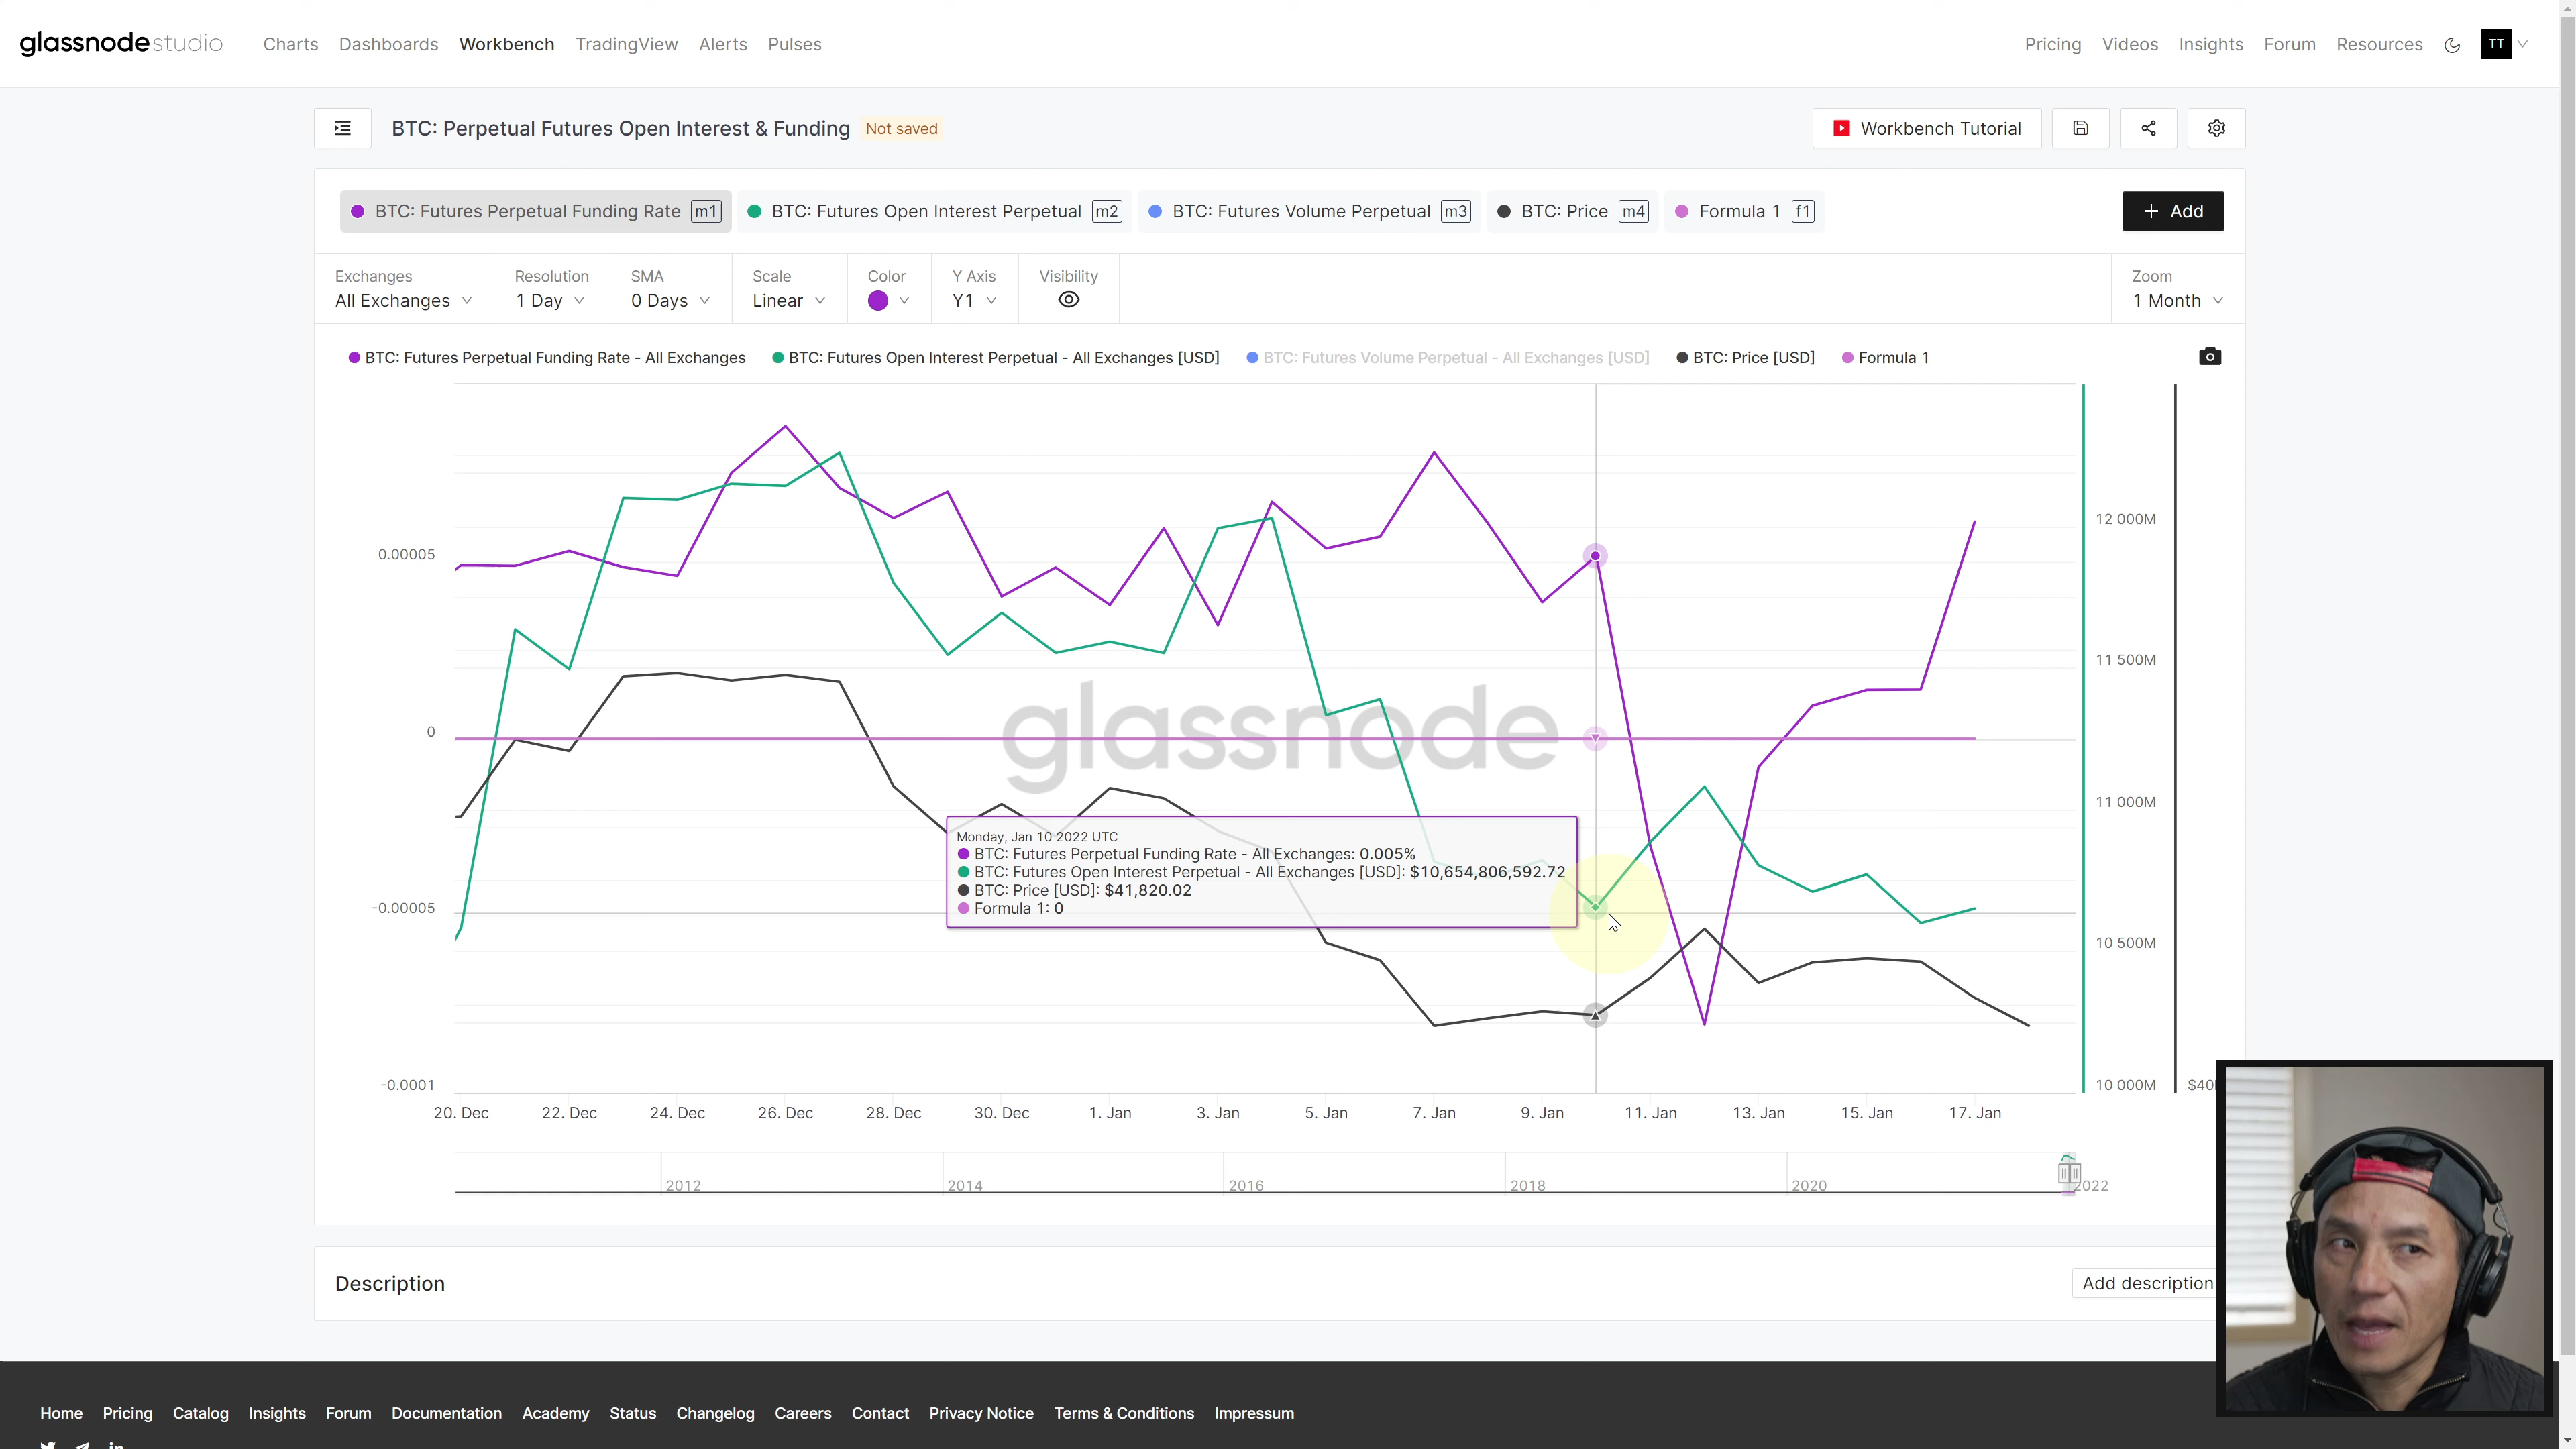 glassnodestudio Charts Dashboards Workbench TradingView Alerts Pulses Pricing Videos Insights Forum Resources TT
BTC: Perpetual Futures Open Interest & Funding Not saved Workbench Tutorial
BTC: Futures Perpetual Funding Rate m1 BTC: Futures Open Interest Perpetual m2 BTC: Futures Volume Perpetual m3 BTC: Price m4 Formula 1 f1 + Add
Exchanges Resolution SMA Scale Color Y Axis Visibility Zoom
All Exchanges 1 Day 0 Days Linear Y1 1 Month
BTC: Futures Perpetual Funding Rate - All Exchanges BTC: Futures Open Interest Perpetual - All Exchanges [USD] BTC: Futures Volume Perpetual - All Exchanges [USD] BTC: Price [USD] Formula 1
12 000M
0.00005
11 500M
glassnode
0
11 000M
Monday, Jan 10 2022 UTC
BTC: Futures Perpetual Funding Rate - All Exchanges: 0.005%
BTC: Futures Open Interest Perpetual - All Exchanges [USD]: $10,654,806,592.72
BTC: Price [USD]: $41,820.02
Formula 1: 0
-0.00005
10 500M
-0.0001 10 000M
20. Dec 22. Dec 24. Dec 26. Dec 28. Dec 30. Dec 1. Jan 3. Jan 5. Jan 7. Jan 9. Jan 11. Jan 13. Jan 15. Jan 17. Jan
2012 2014 2016 2018 2020 2022
Description Add description
Home Pricing Catalog Insights Forum Documentation Academy Status Changelog Careers Contact Privacy Notice Terms & Conditions Impressum